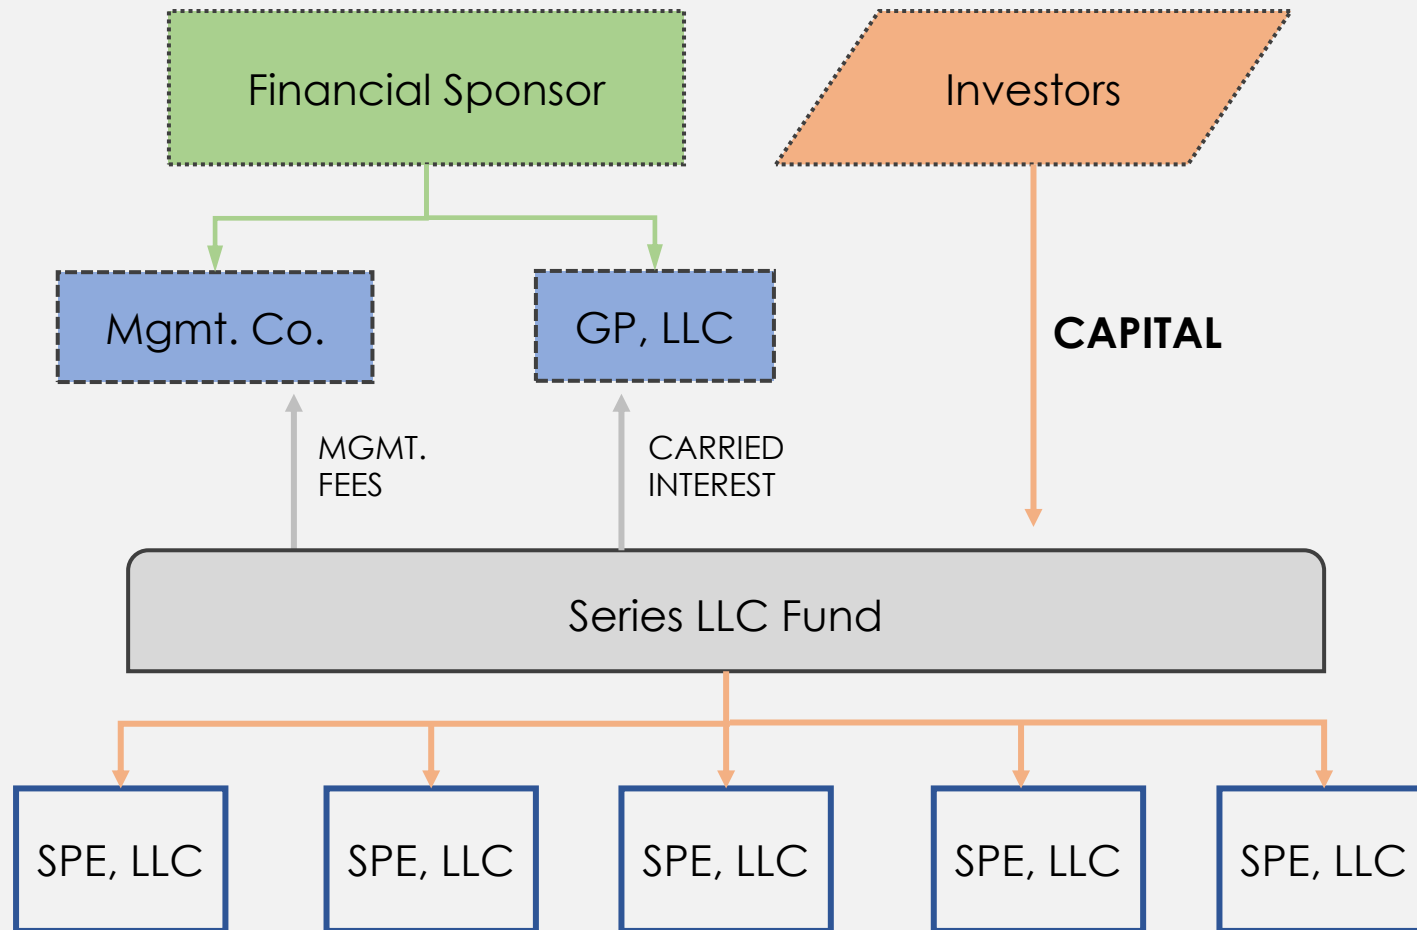 Financial Sponsor
Investors
Mgmt. Co.
GP, LLC
CAPITAL
MGMT.
FEES
CARRIED
INTEREST
Series LLC Fund
SPE, LLC
SPE, LLC
SPE, LLC
SPE, LLC
SPE, LLC